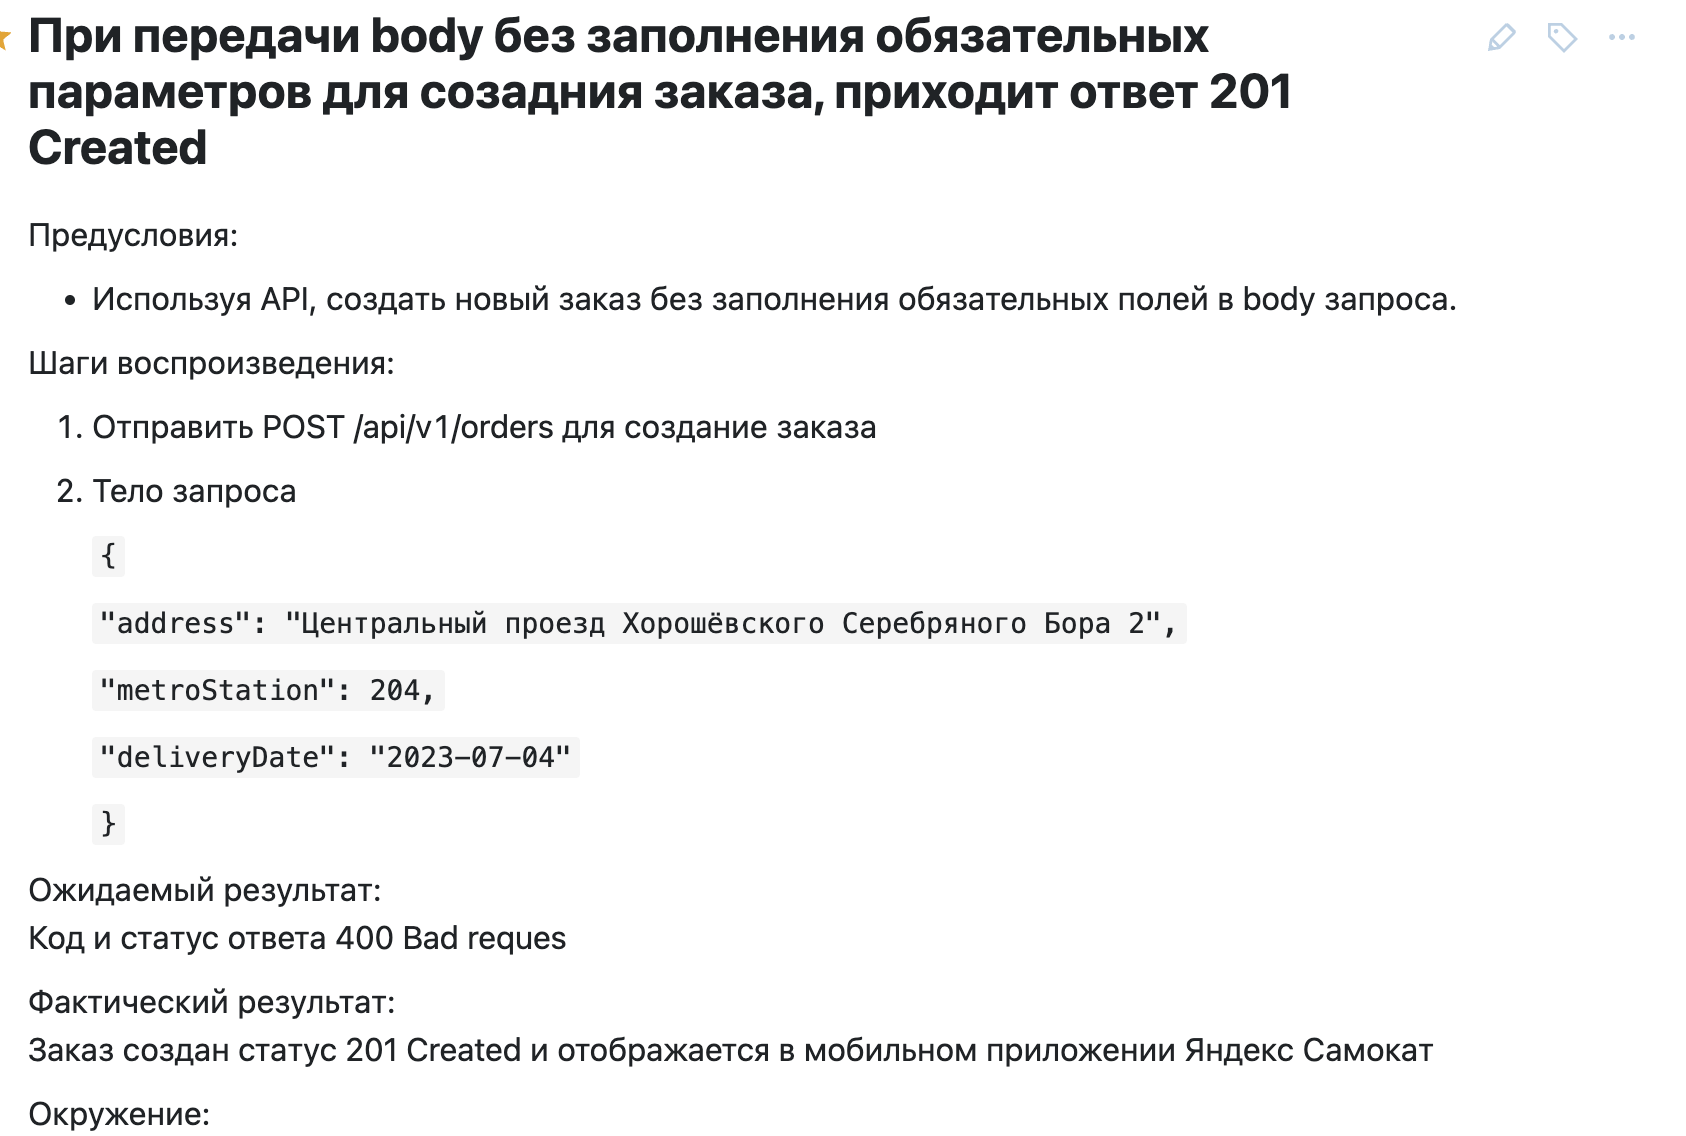 При передачи body без заполнения обязательных
параметров для созадния заказа, приходит ответ 201
Created
Предусловия:
• Используя API, создать новый заказ без заполнения обязательных полей в body запроса.
Шаги воспроизведения:
1. Отправить POST /api/v1/orders для создание заказа
2. Тело запроса
{
"address": "Центральный проезд Хорошёвского Серебряного Бора 2",
"metroStation": 204,
"deliveryDate": "2023-07-04"
}
Ожидаемый результат:
Код и статус ответа 400 Bad reques
Фактический результат:
Заказ создан статус 201 Created и отображается в мобильном приложении Яндекс Самокат
Окружение: